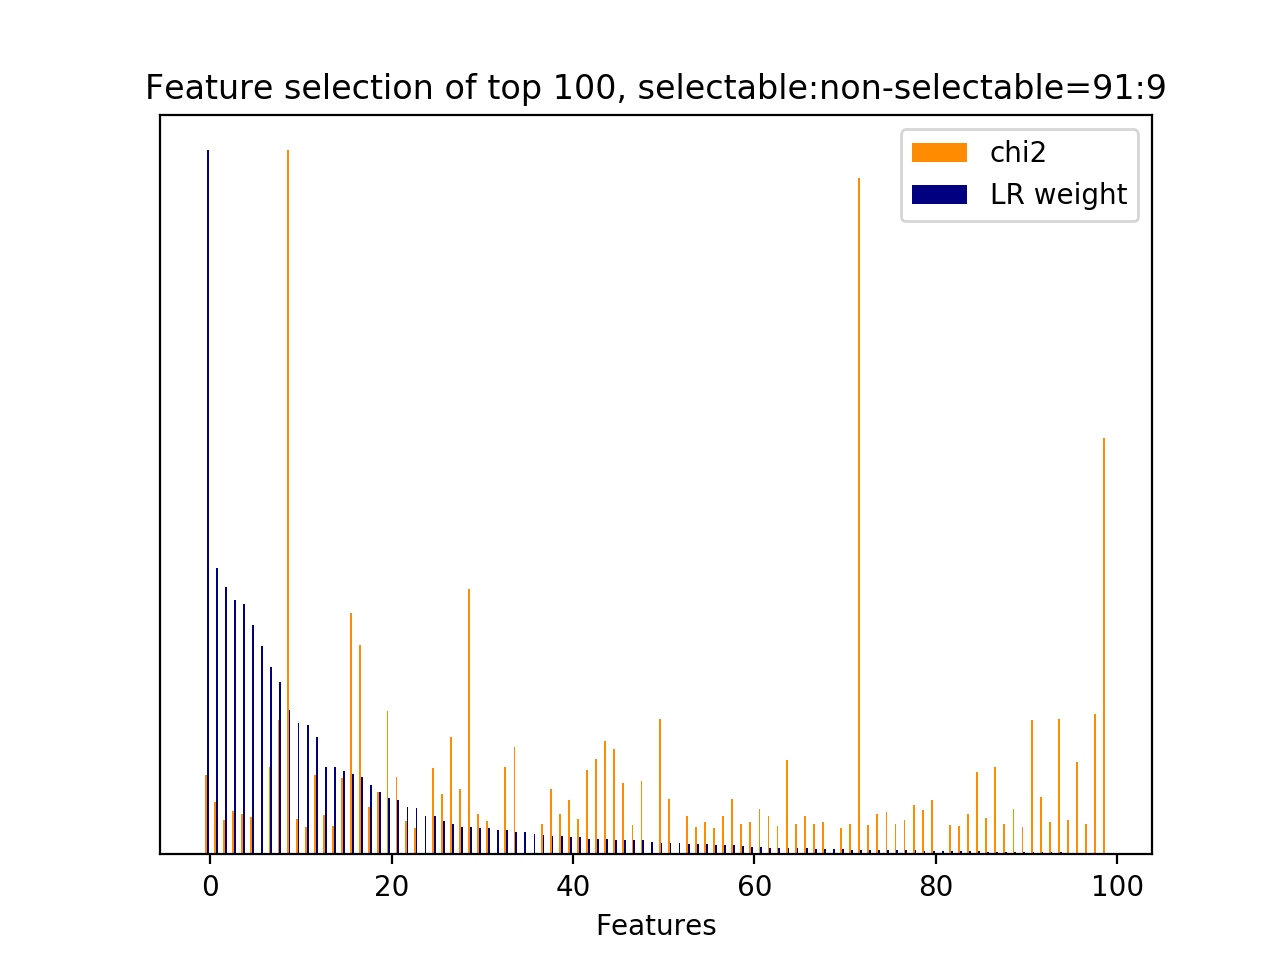 Feature selection of top 100, selectable:non-selectable=91:9
chi2
LR weight
0 20 40 60 80 100
Features